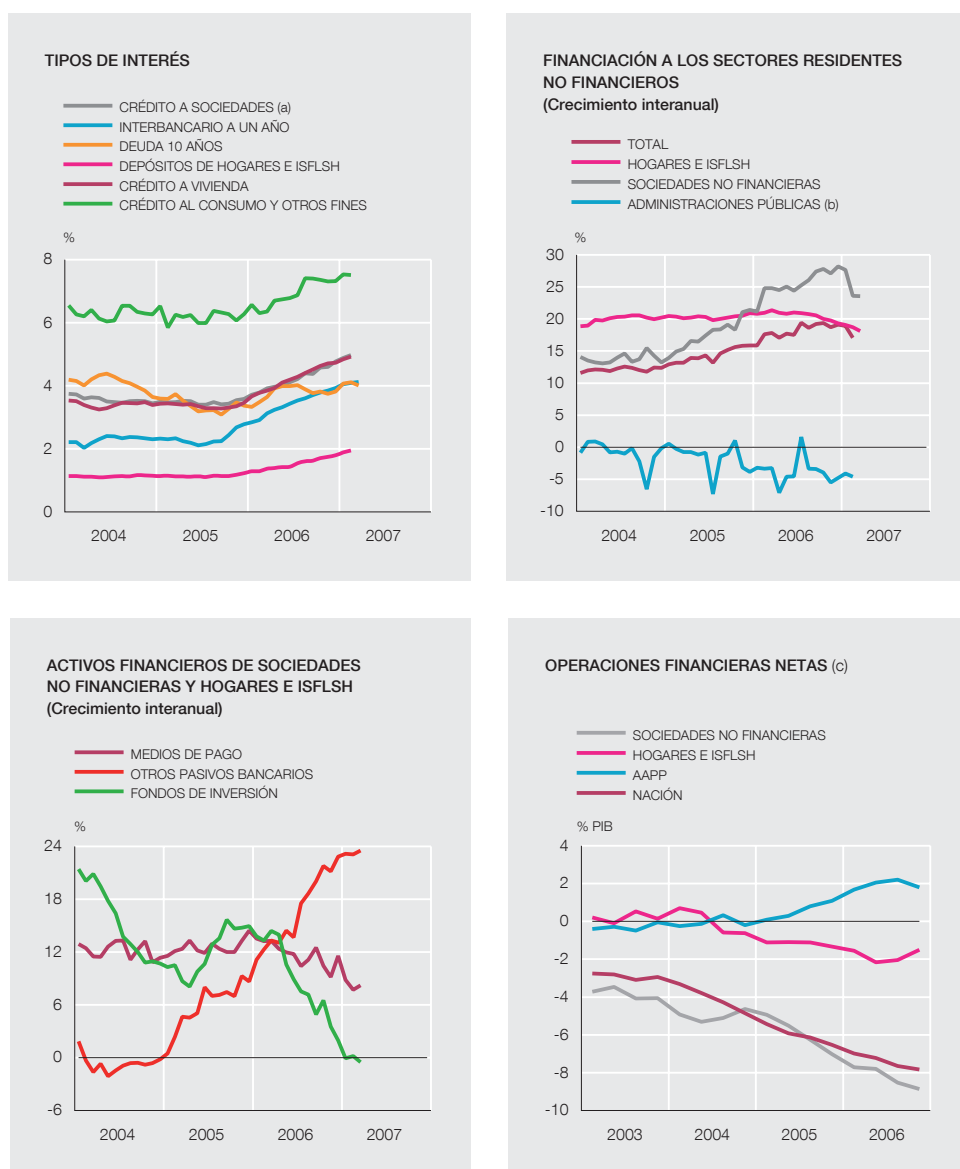 TIPOS DE INTERÉS
CRÉDITO A SOCIEDADES (a)
INTERBANCARIO A UN AÑO
DEUDA 10 AÑOS
DEPÓSITOS DE HOGARES E ISFLSH
CRÉDITO A VIVIENDA
CRÉDITO AL CONSUMO Y OTROS FINES
%
8
6
4
2
0
2004 2005 2006 2007
FINANCIACIÓN A LOS SECTORES RESIDENTES
NO FINANCIEROS
(Crecimiento interanual)
TOTAL
HOGARES E ISFLSH
SOCIEDADES NO FINANCIERAS
ADMINISTRACIONES PÚBLICAS (b)
%
30
25
20
15
10
5
0
-5
-10
2004 2005 2006 2007
ACTIVOS FINANCIEROS DE SOCIEDADES
NO FINANCIERAS Y HOGARES E ISFLSH
(Crecimiento interanual)
MEDIOS DE PAGO
OTROS PASIVOS BANCARIOS
FONDOS DE INVERSIÓN
%
24
18
12
6
0
-6
2004 2005 2006 2007
OPERACIONES FINANCIERAS NETAS (c)
SOCIEDADES NO FINANCIERAS
HOGARES E ISFLSH
AAPP
NACIÓN
% PIB
4
2
0
-2
-4
-6
-8
-10
2003 2004 2005 2006